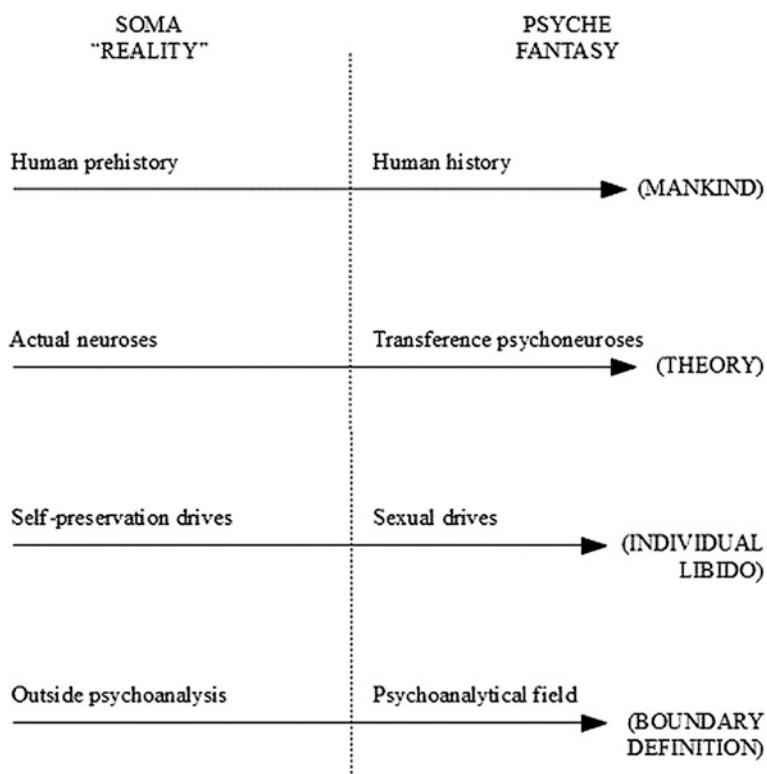 SOMA
“REALITY”
PSYCHE
FANTASY
Human prehistory
Human history
(MANKIND)
Actual neuroses
Transference psychoneuroses
(THEORY)
Self-preservation drives
Sexual drives
(INDIVIDUAL
LIBIDO)
Outside psychoanalysis
Psychoanalytical field
(BOUNDARY
DEFINITION)